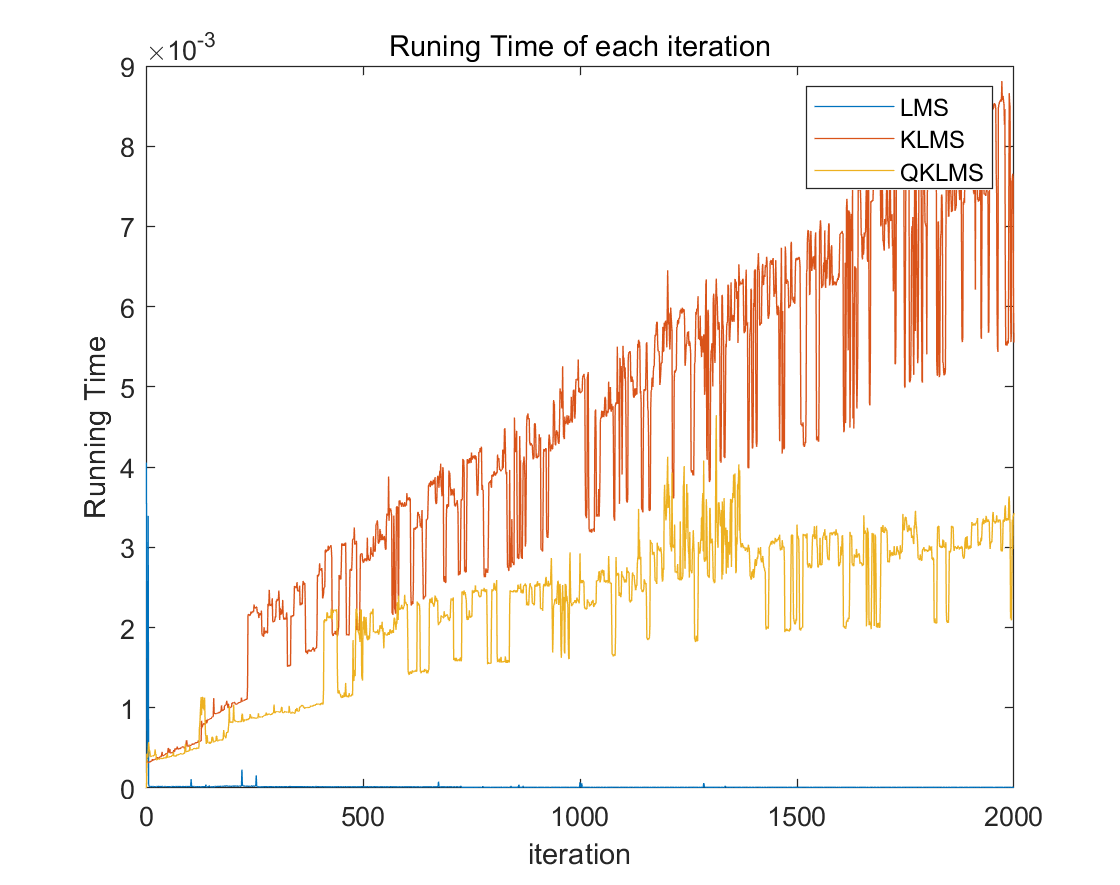 Runing Time of each iteration
×10-3
9
8
7
6
5
4
3
2
1
0
Running Time
LMS
KLMS
QKLMS
0 500 1000 1500 2000
iteration